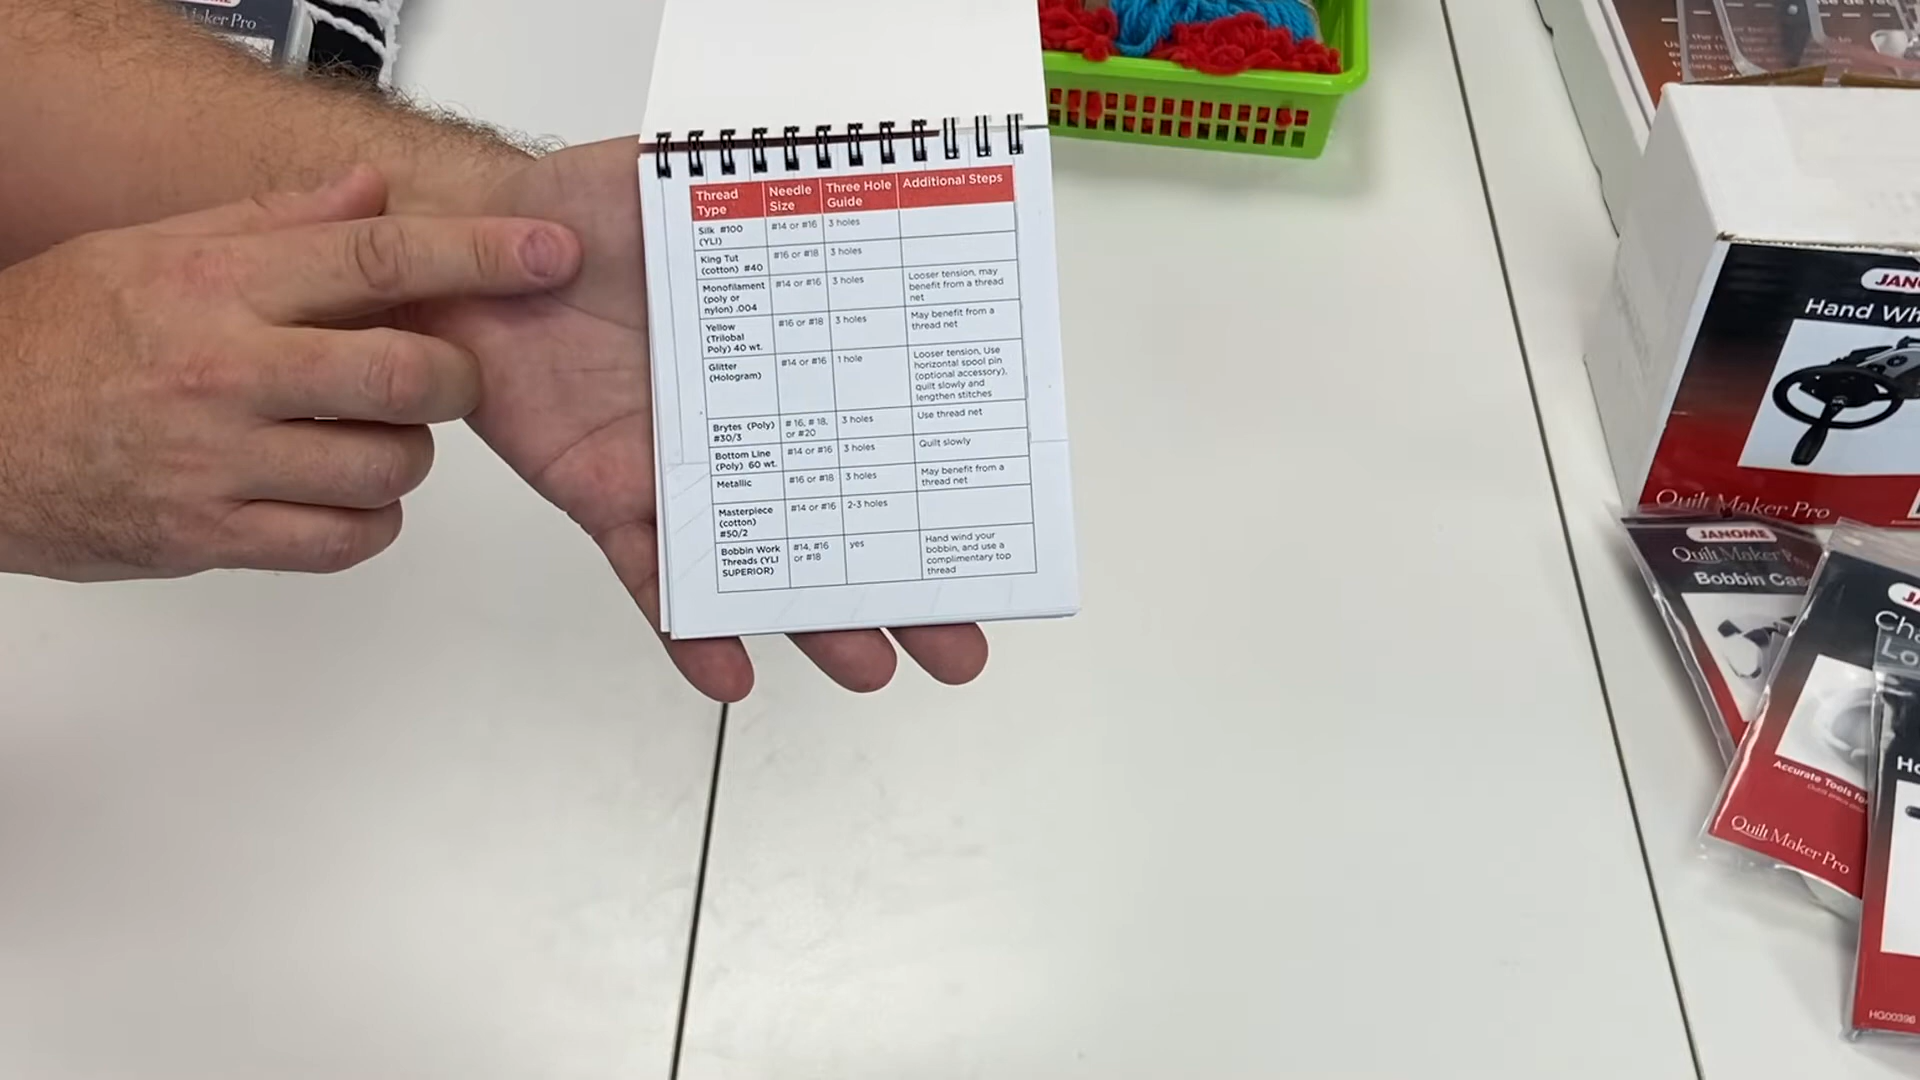 Maker Pro
Thread Type
Needle Size
Three Hole Guide
Additional Steps
Silk #100 (YLI)
#14 or #16
3 holes
King Tut (cotton) #40
#16 or #18
3 holes
Monofilament (poly or nylon) .004
#14 or #16
3 holes
Looser tension, may benefit from a thread net
Yellow (Trilobal Poly) 40 wt.
#16 or #18
3 holes
May benefit from a thread net
Glitter (Hologram)
#14 or #16
1 hole
Looser tension, Use horizontal spool pin (optional accessory), quilt slowly and lengthen stitches
Brytes (Poly) #30/3
# 16, # 18, or #20
3 holes
Use thread net
Bottom Line (Poly) 60 wt.
#14 or #16
3 holes
Quilt slowly
Metallic
#16 or #18
3 holes
May benefit from a thread net
Masterpiece (cotton) #50/2
#14 or #16
2-3 holes
Bobbin Work Threads (YLI SUPERIOR)
#14, #16 or #18
yes
Hand wind your bobbin, and use a complimentary top thread
Hand Wh
Quilt Maker Pro
JANOME
Quilt Maker Pro
Bobbin Cas
Accurate Tools fo
Quilt Maker Pro
HG00396